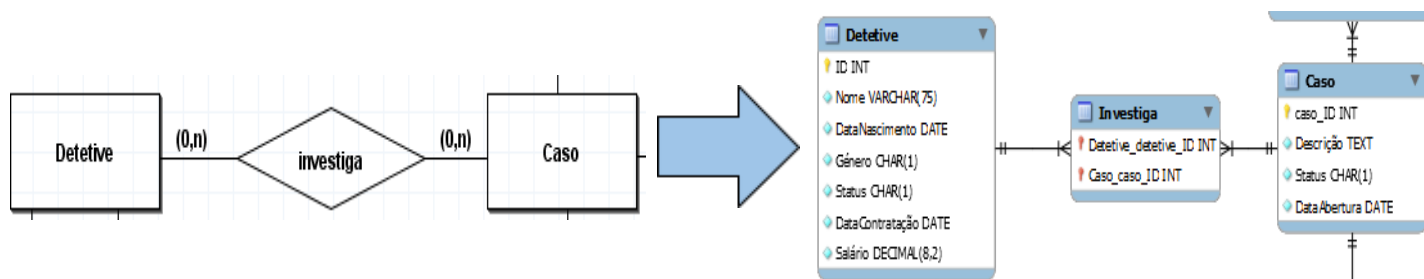 Detetive
(0,n)
investiga
(0,n)
Caso
Detetive
ID INT
Nome VARCHAR(75)
DataNascimento DATE
Género CHAR(1)
Status CHAR(1)
DataContratação DATE
Salário DECIMAL(8,2)
Investiga
Detetive_detetive_ID INT
Caso_caso_ID INT
Caso
caso_ID INT
Descrição TEXT
Status CHAR(1)
DataAbertura DATE